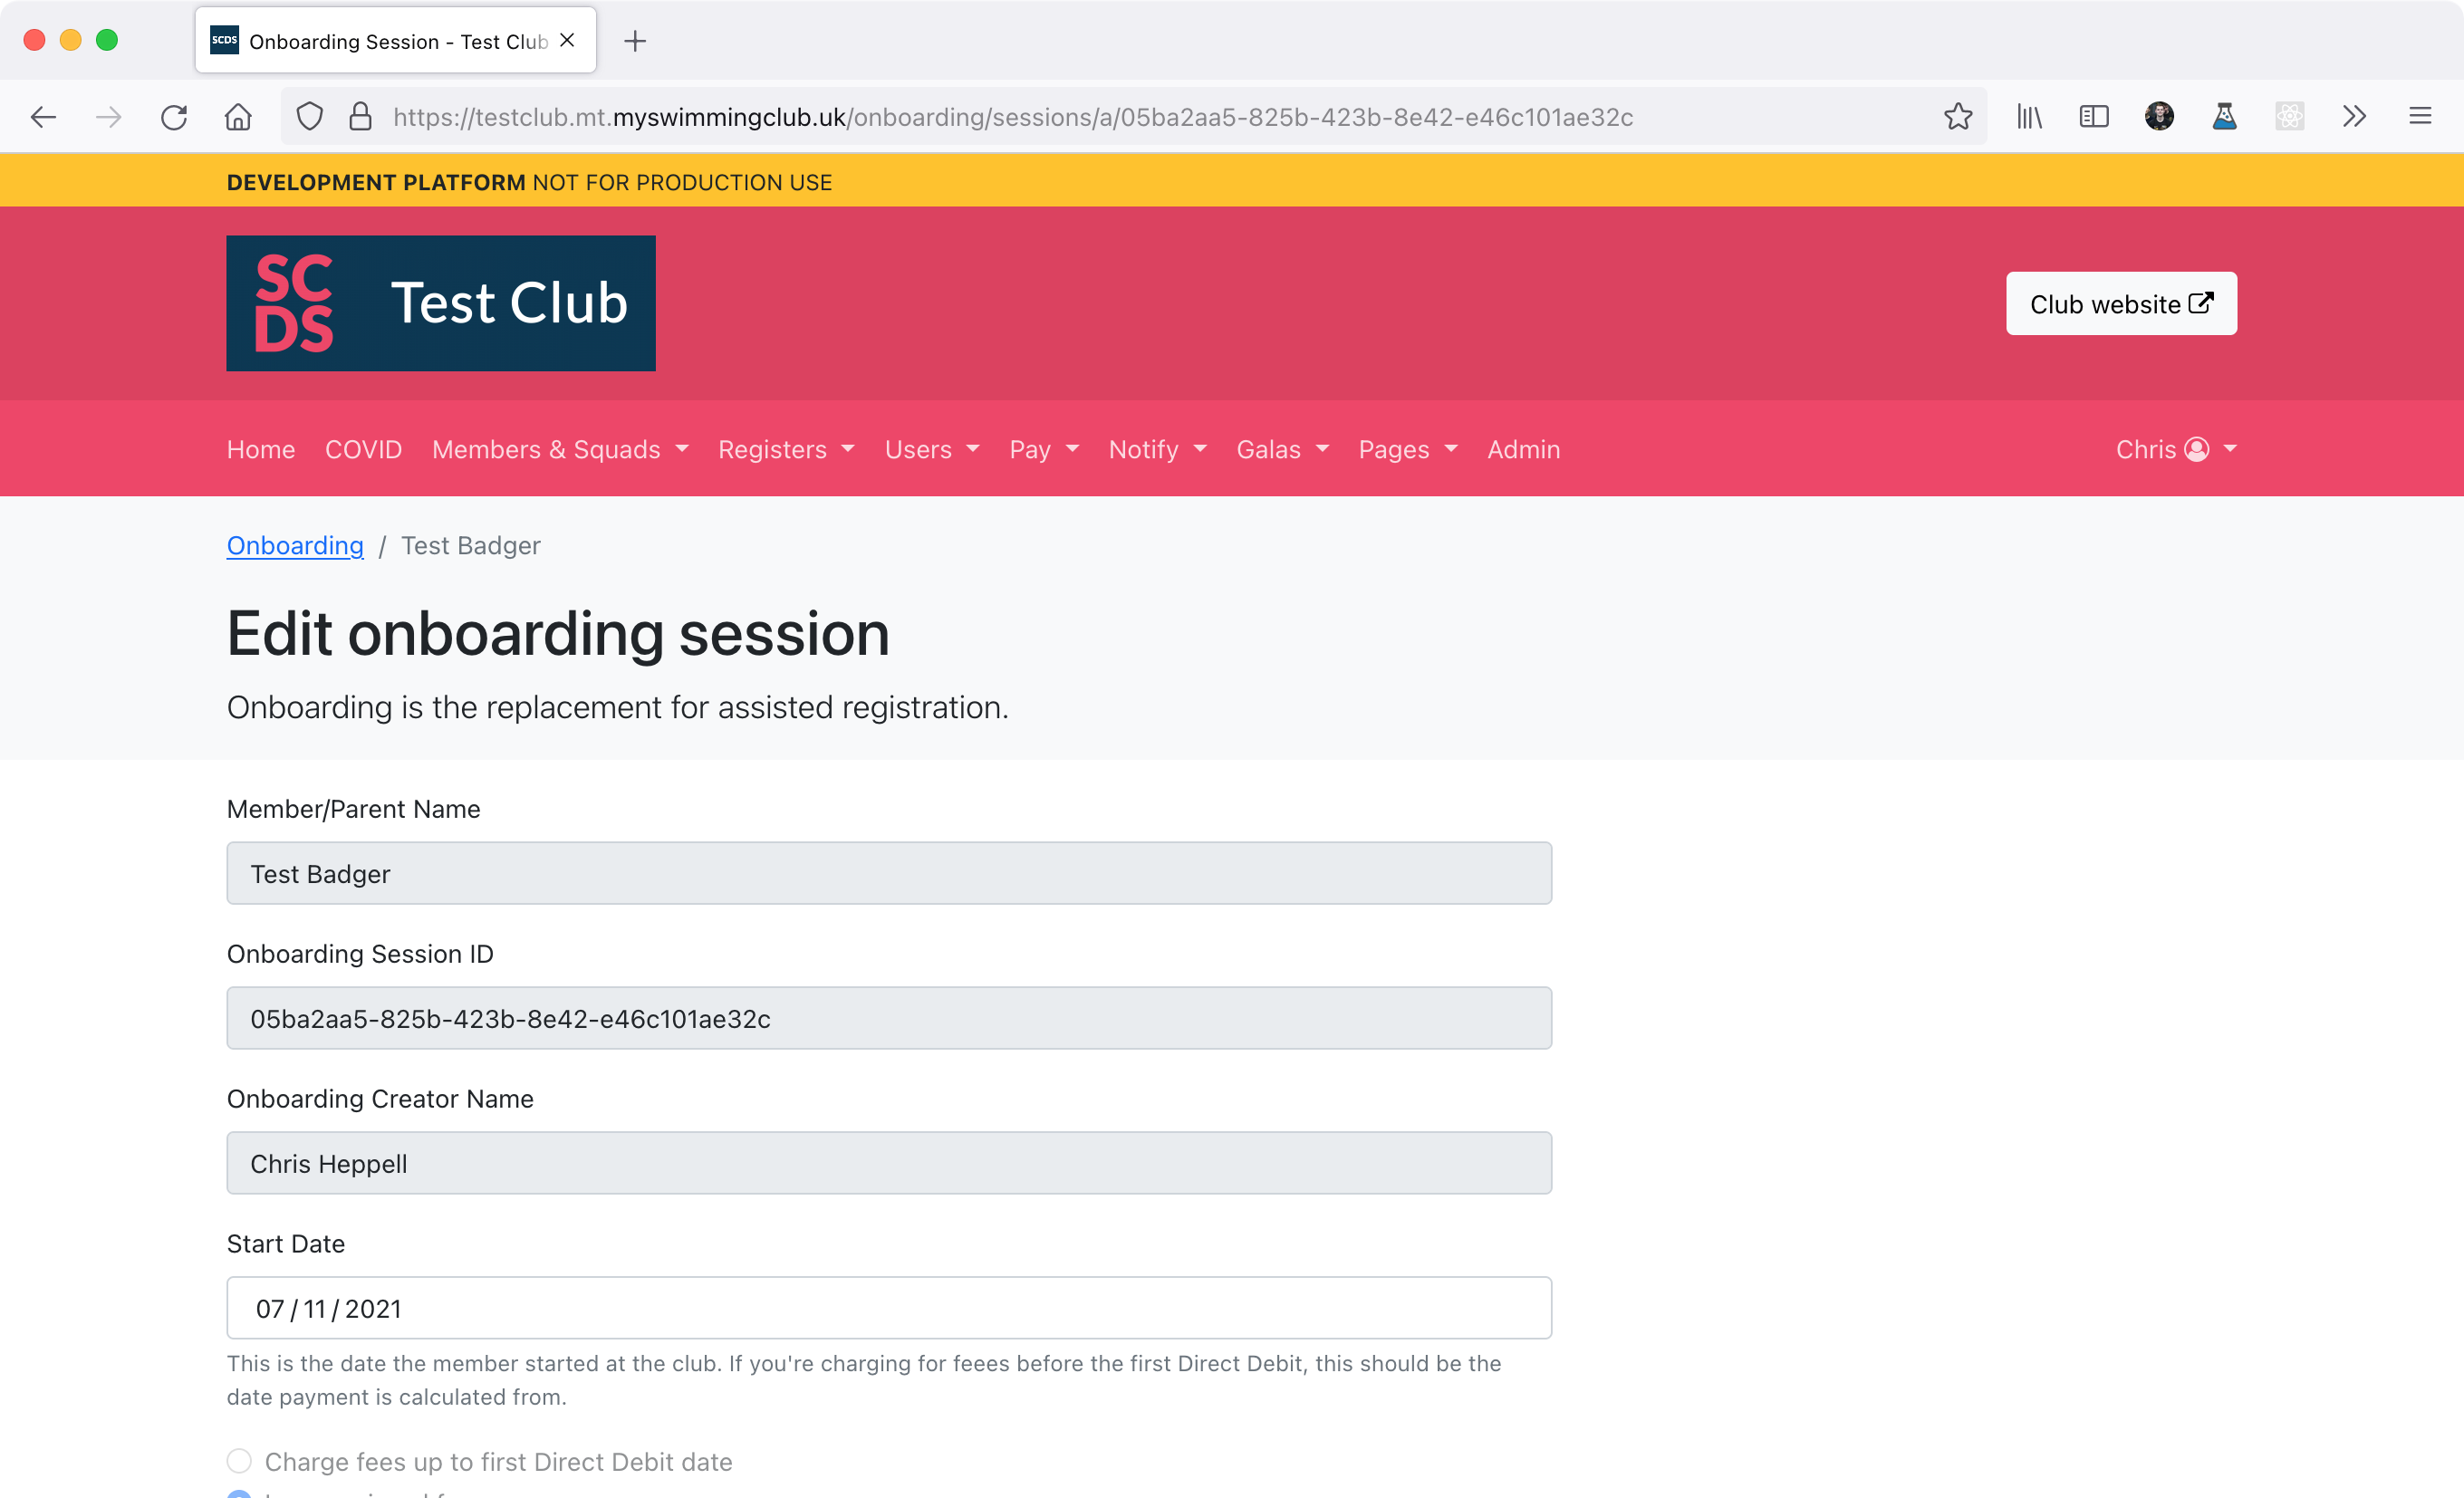 SCDS Onboarding Session - Test Club
https://testclub.mt.myswimmingclub.uk/onboarding/sessions/a/05ba2aa5-825b-423b-8e42-e46c101ae32c
DEVELOPMENT PLATFORM NOT FOR PRODUCTION USE
SC
DS
Test Club
Club website
Home COVID Members & Squads Registers Users Pay Notify Galas Pages Admin Chris
Onboarding / Test Badger
Edit onboarding session
Onboarding is the replacement for assisted registration.
Member/Parent Name
Test Badger
Onboarding Session ID
05ba2aa5-825b-423b-8e42-e46c101ae32c
Onboarding Creator Name
Chris Heppell
Start Date
07/11/2021
This is the date the member started at the club. If you're charging for feees before the first Direct Debit, this should be the
date payment is calculated from.
Charge fees up to first Direct Debit date